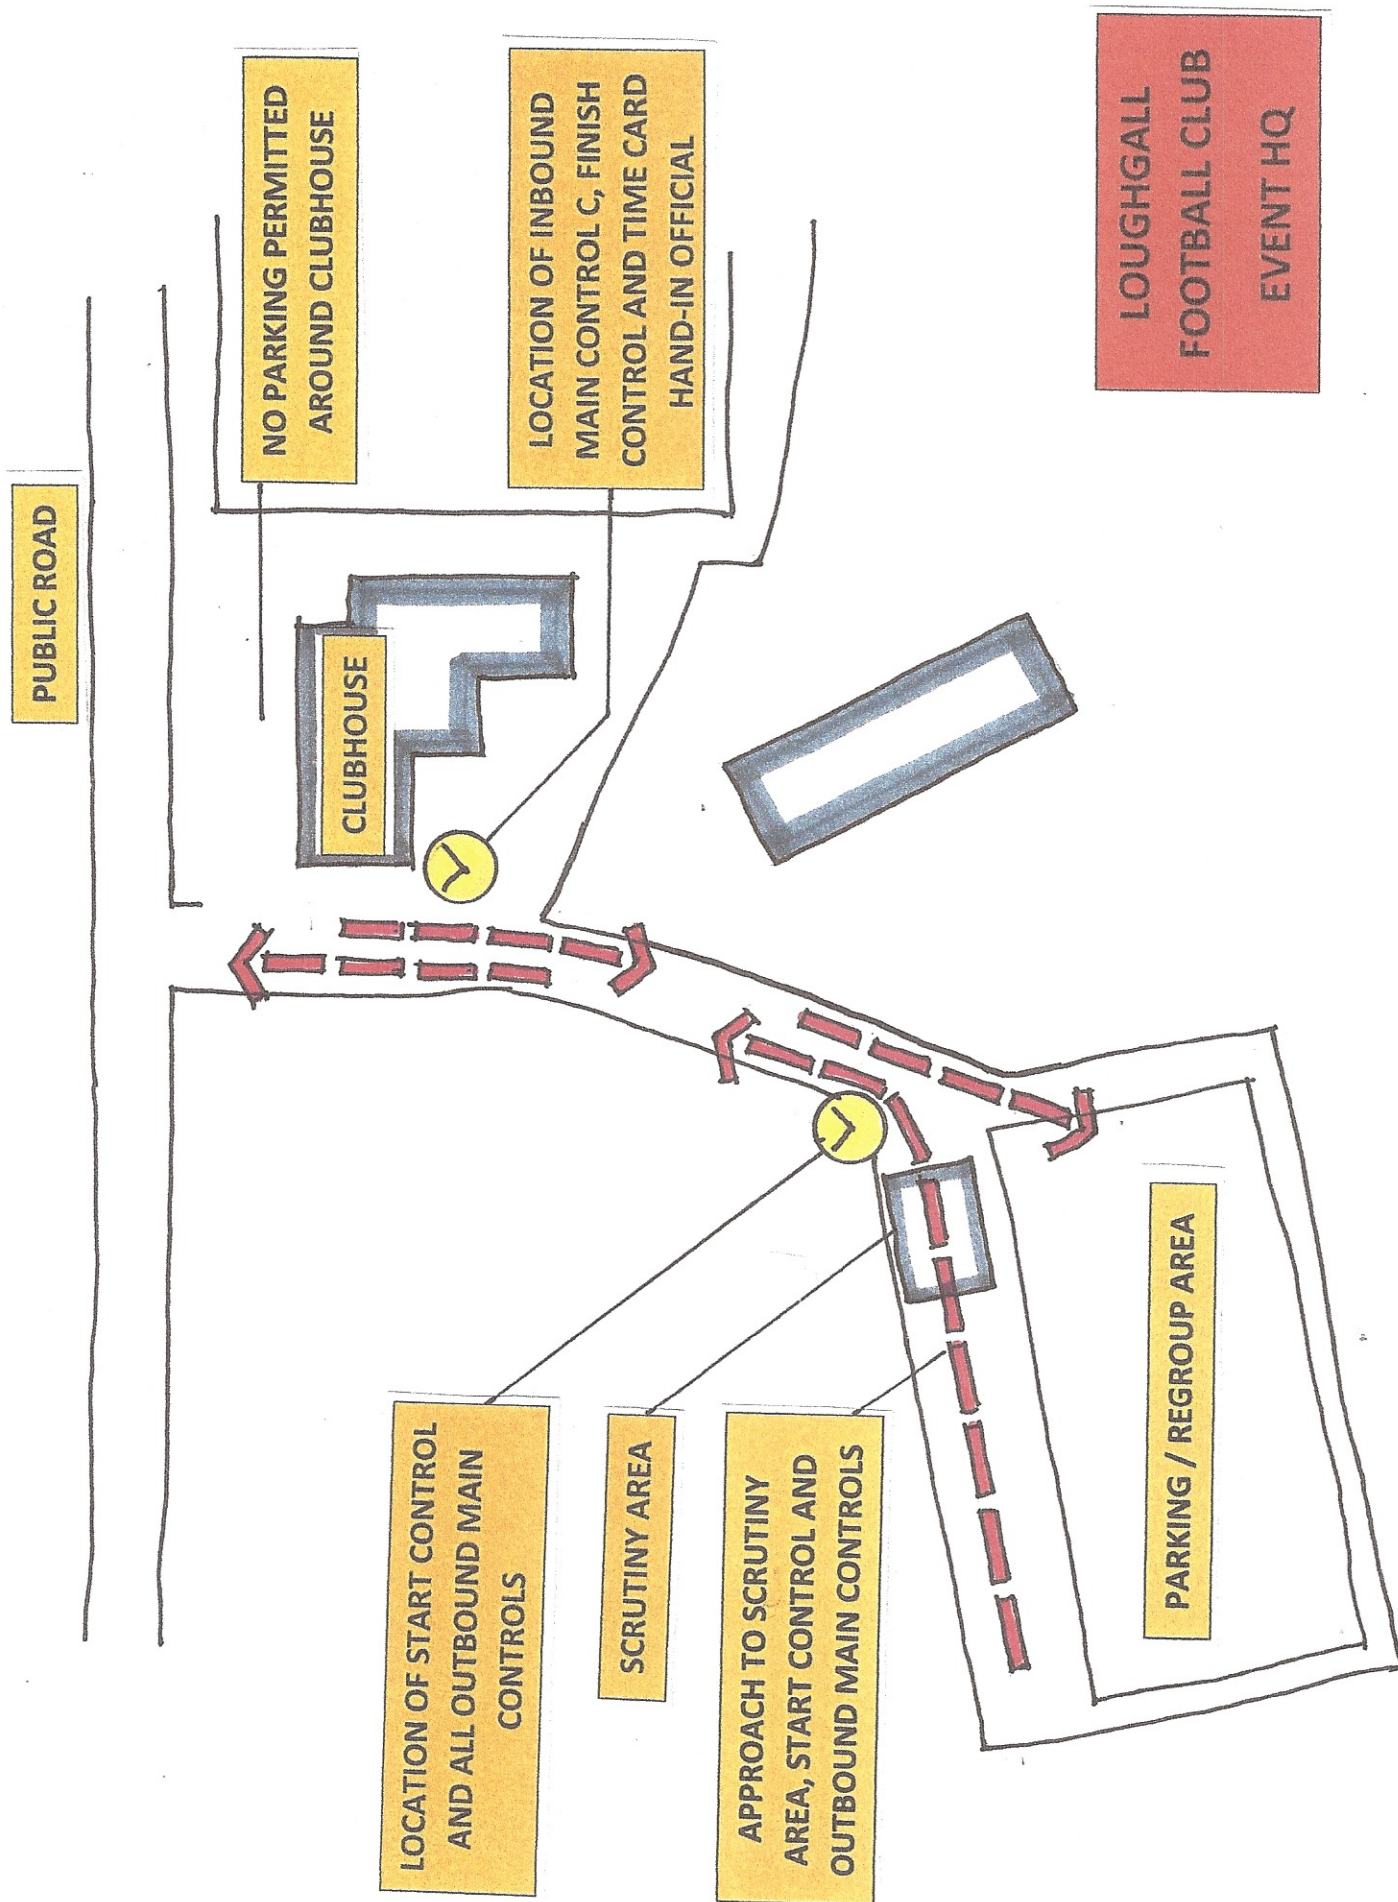 PUBLIC ROAD
NO PARKING PERMITTED
AROUND CLUBHOUSE
CLUBHOUSE
LOCATION OF INBOUND
MAIN CONTROL C, FINISH
CONTROL AND TIME CARD
HAND-IN OFFICIAL
LOCATION OF START CONTROL
AND ALL OUTBOUND MAIN
CONTROLS
SCRUTINY AREA
APPROACH TO SCRUTINY
AREA, START CONTROL AND
OUTBOUND MAIN CONTROLS
PARKING / REGROUP AREA
LOUGHGALL
FOOTBALL CLUB
EVENT HQ